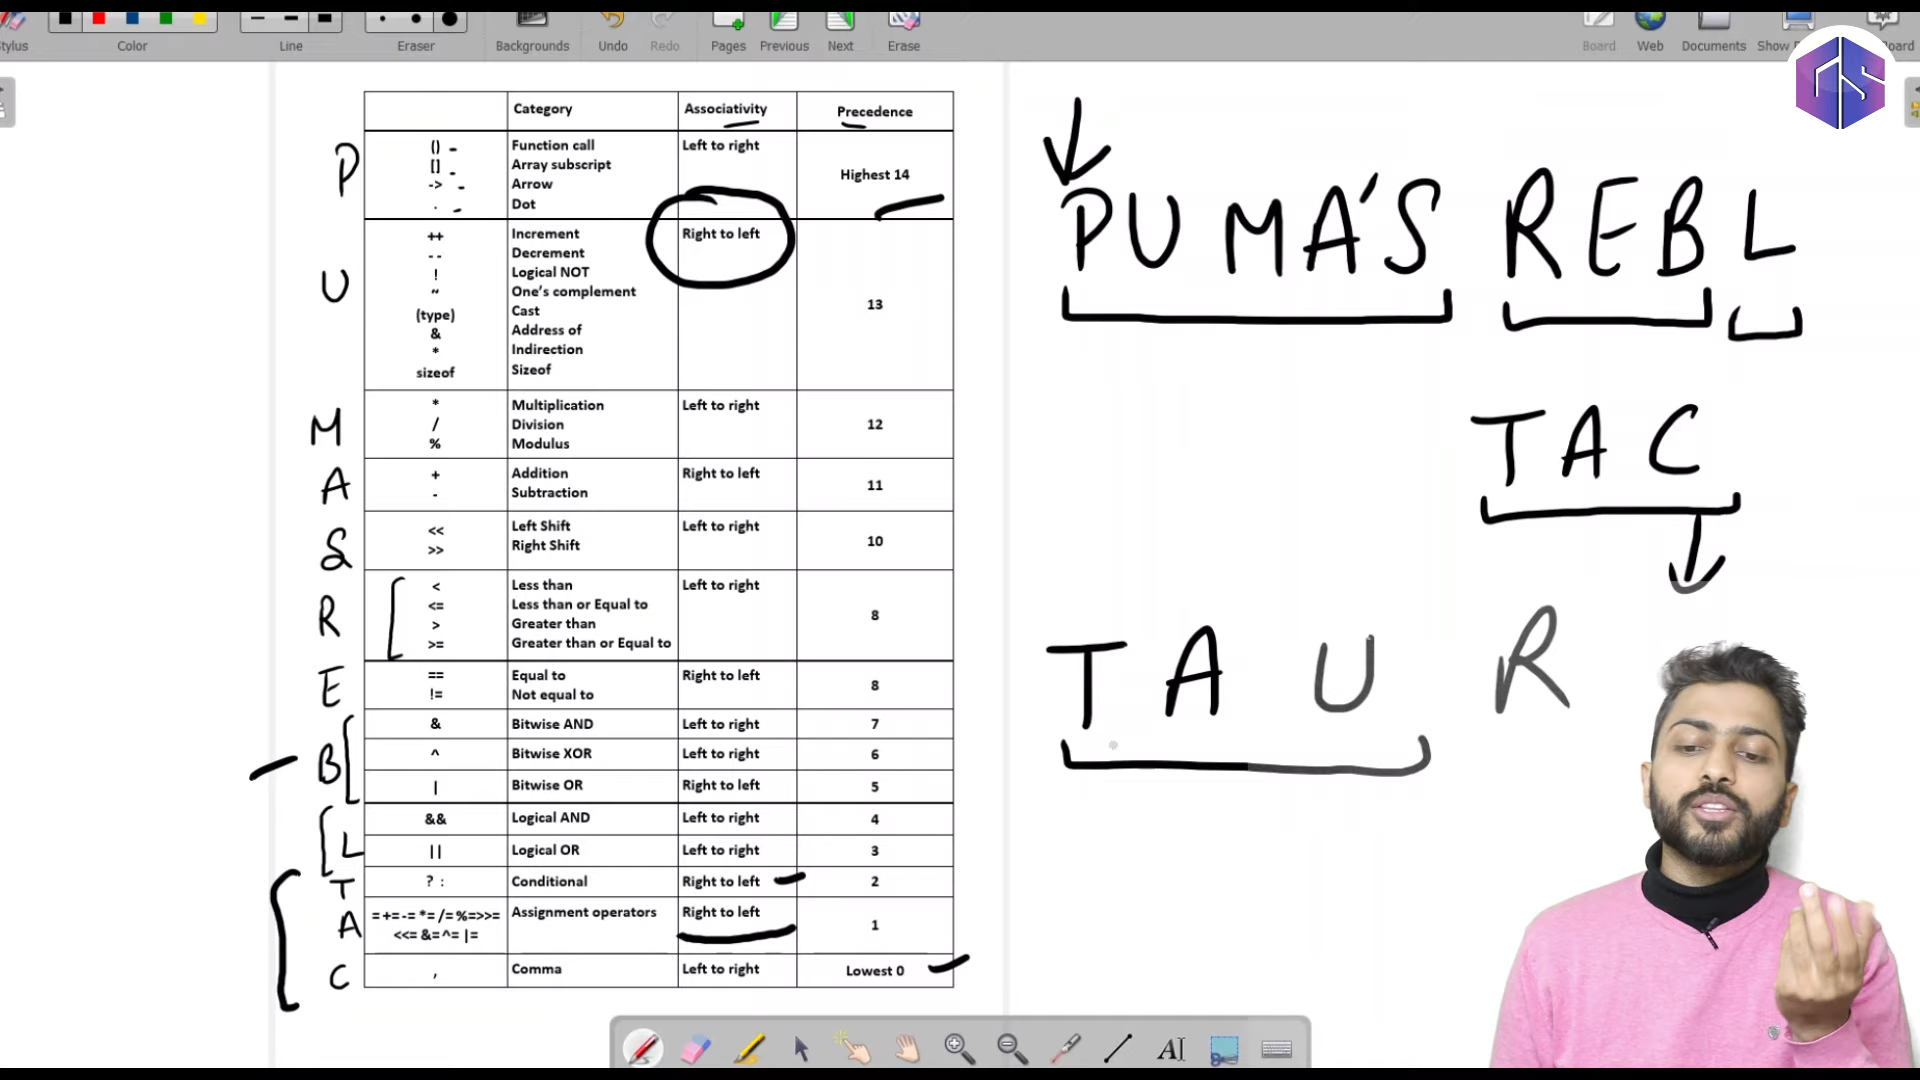 Stylus
Color
Line
Eraser
Backgrounds
Undo
Redo
Pages
Previous
Next
Erase
Board
Web
Documents
Show
Board
Category Associativity Precedence
P () Function call Left to right Highest 14
[] Array subscript
-> Arrow
. Dot
U ++ Increment Right to left 13
-- Decrement
! Logical NOT
~ One's complement
(type) Cast
& Address of
* Indirection
sizeof Sizeof
M * Multiplication Left to right 12
/ Division
% Modulus
A + Addition Right to left 11
- Subtraction
S << Left Shift Left to right 10
>> Right Shift
R < Less than Left to right 8
<= Less than or Equal to
> Greater than
>= Greater than or Equal to
E == Equal to Right to left 8
!= Not equal to
B & Bitwise AND Left to right 7
^ Bitwise XOR Left to right 6
| Bitwise OR Right to left 5
L && Logical AND Left to right 4
|| Logical OR Left to right 3
T ? : Conditional Right to left 2
A = += -= *= /= %= >>= Assignment operators Right to left 1
<<= &= ^= |=
C , Comma Left to right Lowest 0
PUMA'S REBL
TAC
TAU R
AI